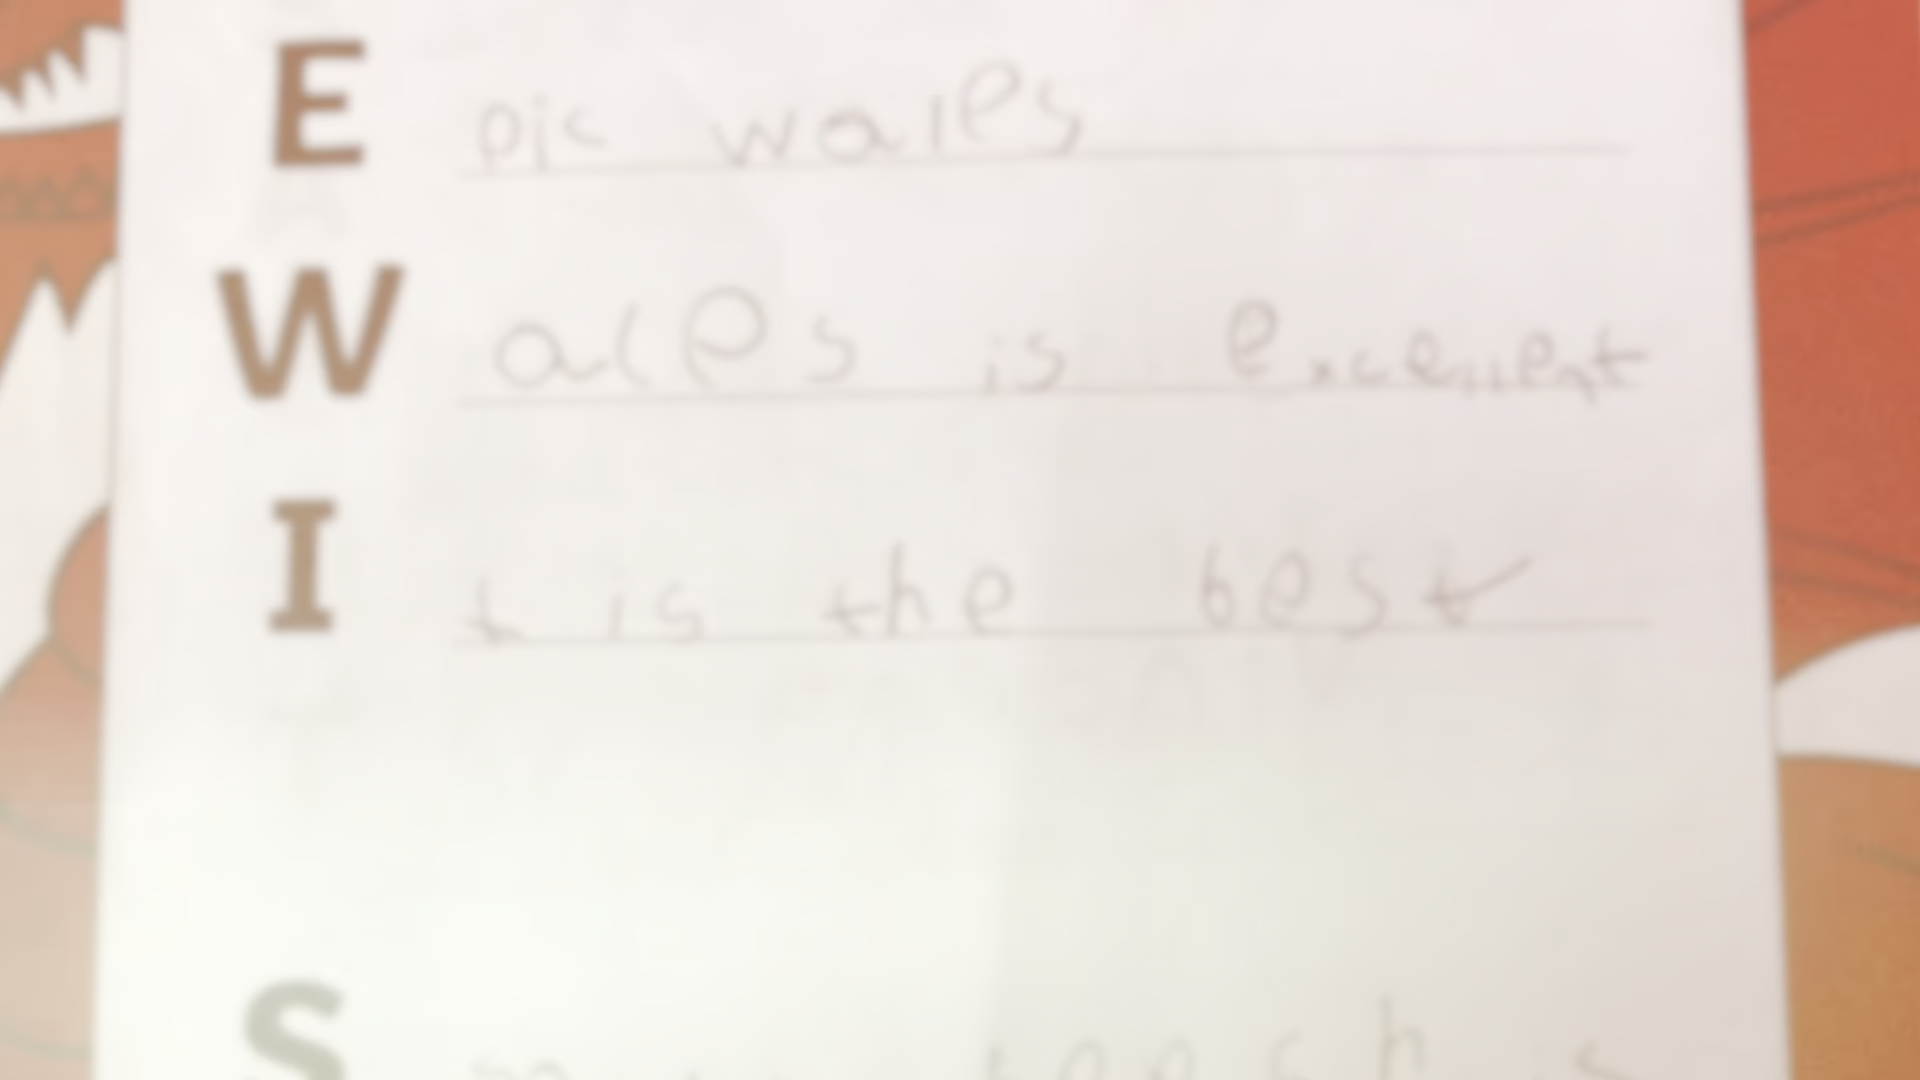 E pic wales
W ales is excellent
I t is the best
S